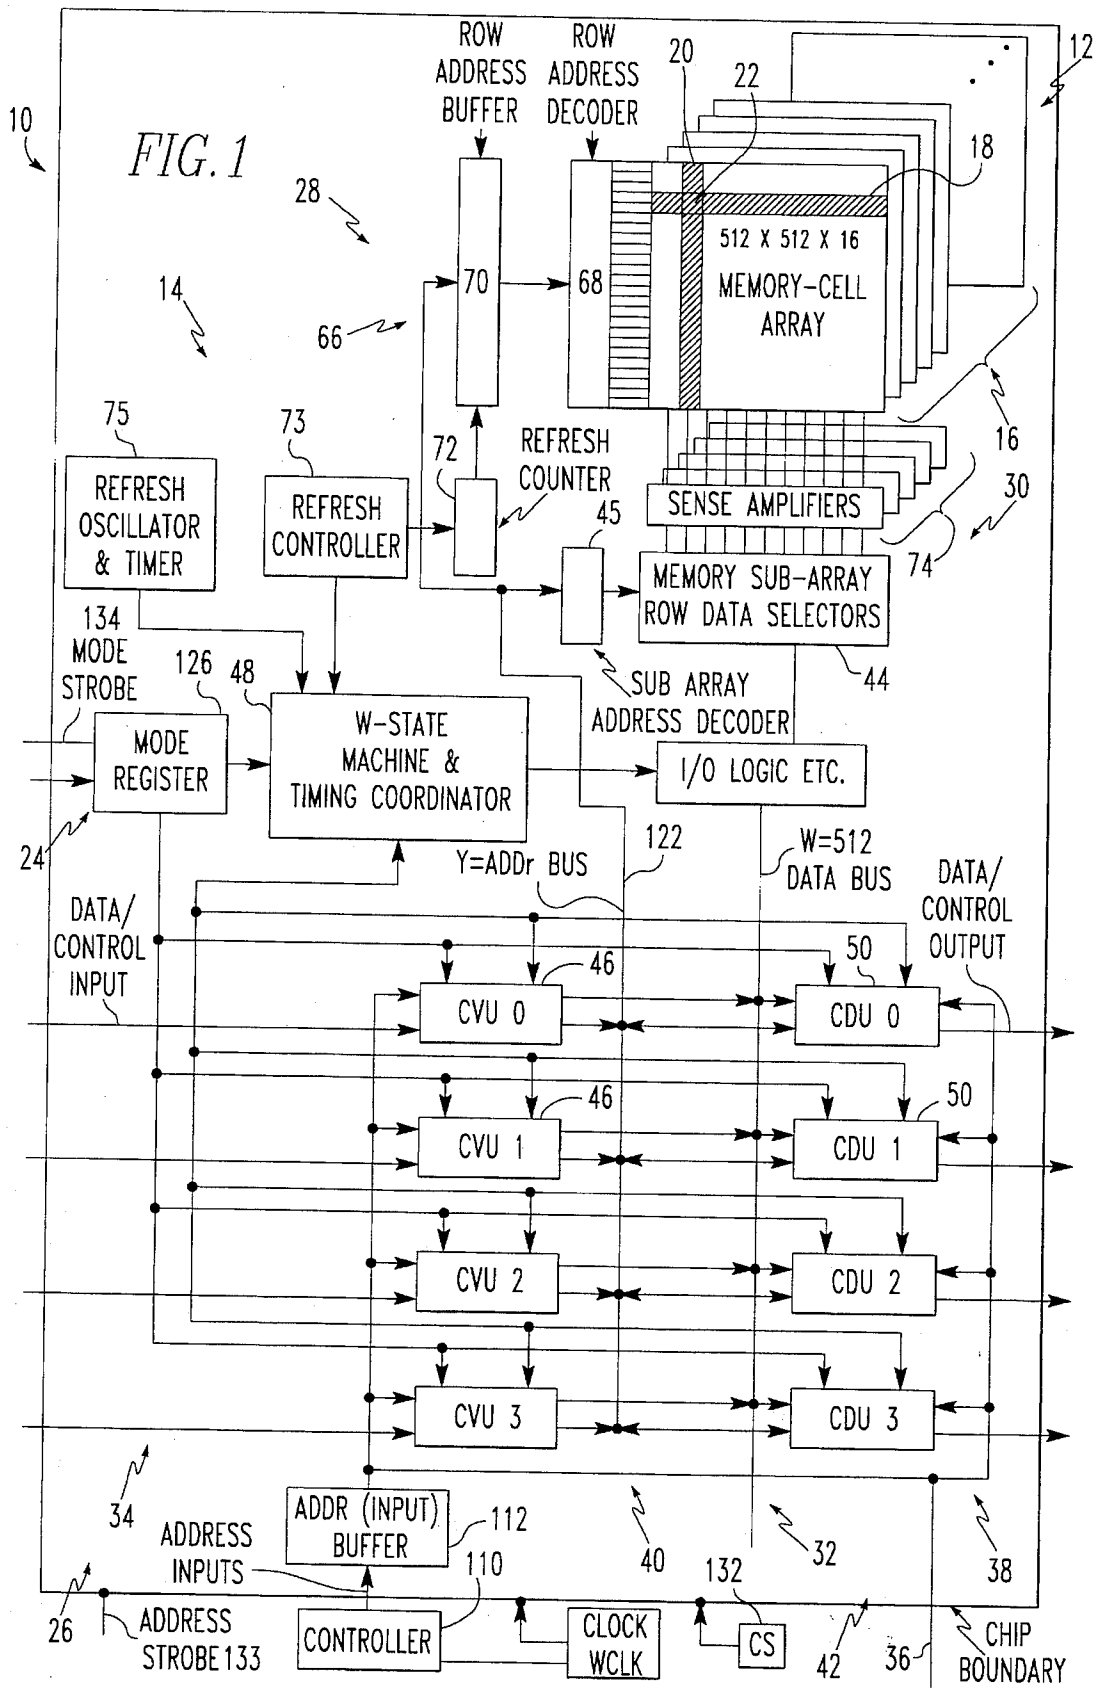 ROW
ADDRESS
BUFFER
ROW
ADDRESS
DECODER
20
22
12
10
FIG. 1
18
28
512 X 512 X 16
MEMORY-CELL
ARRAY
70
68
14
66
16
75
73
72
REFRESH
COUNTER
30
REFRESH
OSCILLATOR
& TIMER
REFRESH
CONTROLLER
45
SENSE AMPLIFIERS
74
MEMORY SUB-ARRAY
ROW DATA SELECTORS
134
MODE
STROBE
126
48
44
SUB ARRAY
ADDRESS DECODER
MODE
REGISTER
W-STATE
MACHINE &
TIMING COORDINATOR
I/O LOGIC ETC.
24
Y=ADDr BUS
122
W=512
DATA BUS
DATA/
CONTROL
OUTPUT
DATA/
CONTROL
INPUT
46
50
CVU 0
CDU 0
46
50
CVU 1
CDU 1
CVU 2
CDU 2
CVU 3
CDU 3
34
ADDR (INPUT)
BUFFER
112
40
32
38
ADDRESS
INPUTS
110
132
26
ADDRESS
STROBE133
CONTROLLER
CLOCK
WCLK
CS
42
36
CHIP
BOUNDARY